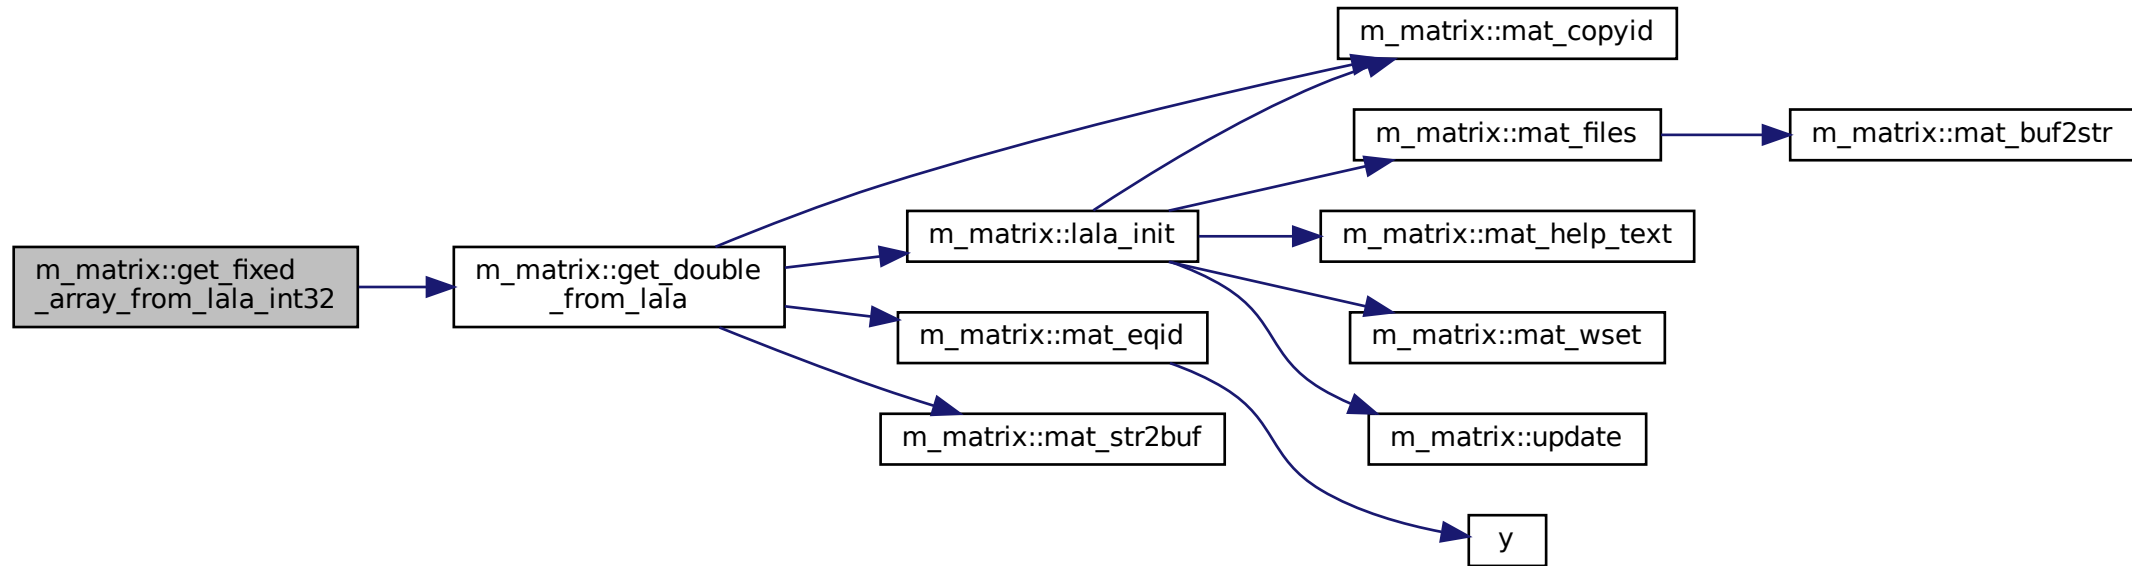 m_matrix::get_fixed
_array_from_lala_int32
m_matrix::get_double
_from_lala
m_matrix::mat_copyid
m_matrix::lala_init
m_matrix::mat_files
m_matrix::mat_buf2str
m_matrix::mat_help_text
m_matrix::mat_wset
m_matrix::update
m_matrix::mat_eqid
y
m_matrix::mat_str2buf